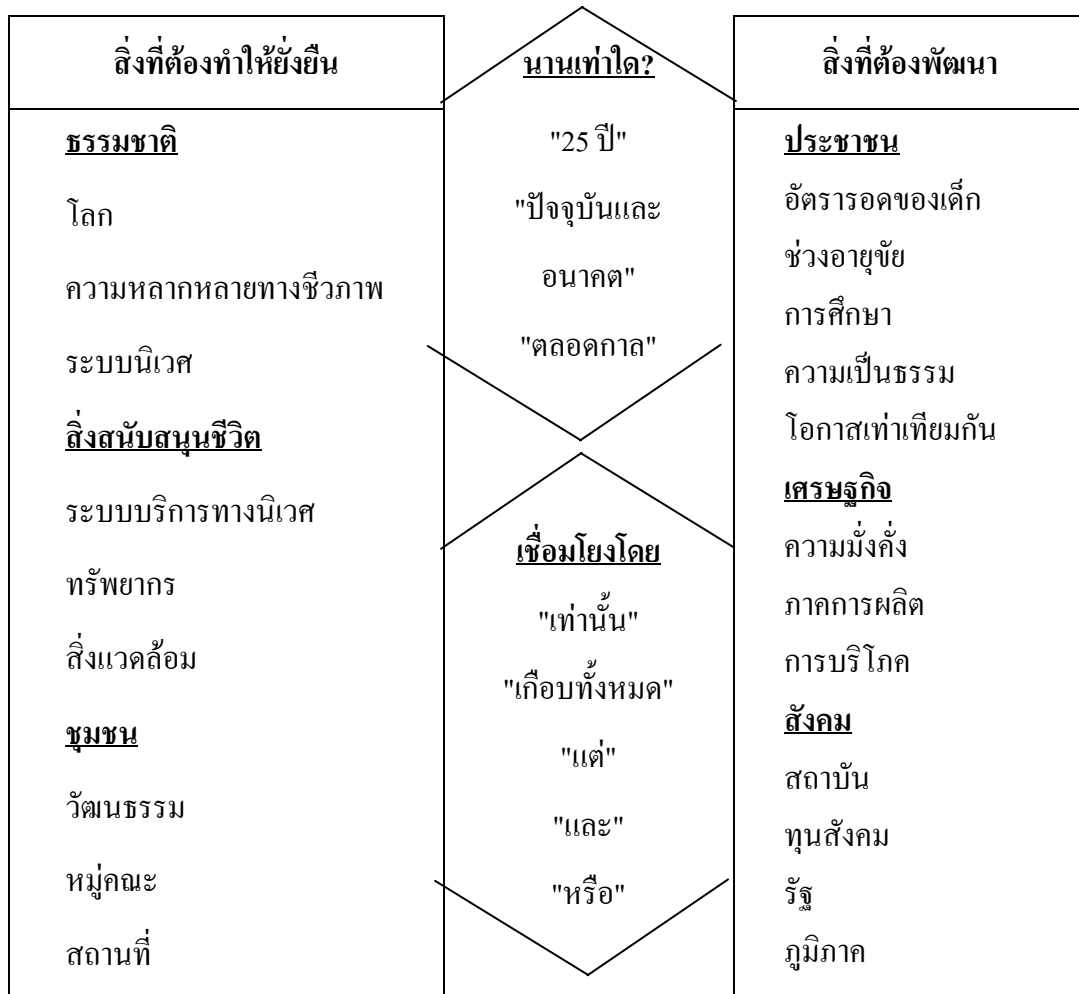 สิ่งที่ต้องทำให้ยั่งยืน
ธรรมชาติ
โลก
ความหลากหลายทางชีวภาพ
ระบบนิเวศ
สิ่งสนับสนุนชีวิต
ระบบบริการทางนิเวศ
ทรัพยากร
สิ่งแวดล้อม
ชุมชน
วัฒนธรรม
หมู่คณะ
สถานที่
นานเท่าใด?
"25 ปี"
"ปัจจุบันและ
อนาคต"
"ตลอดกาล"
เชื่อมโยงโดย
"เท่านั้น"
"เกือบทั้งหมด"
"แต่"
"และ"
"หรือ"
สิ่งที่ต้องพัฒนา
ประชาชน
อัตรารอดของเด็ก
ช่วงอายุขัย
การศึกษา
ความเป็นธรรม
โอกาสเท่าเทียมกัน
เศรษฐกิจ
ความมั่งคั่ง
ภาคการผลิต
การบริโภค
สังคม
สถาบัน
ทุนสังคม
รัฐ
ภูมิภาค